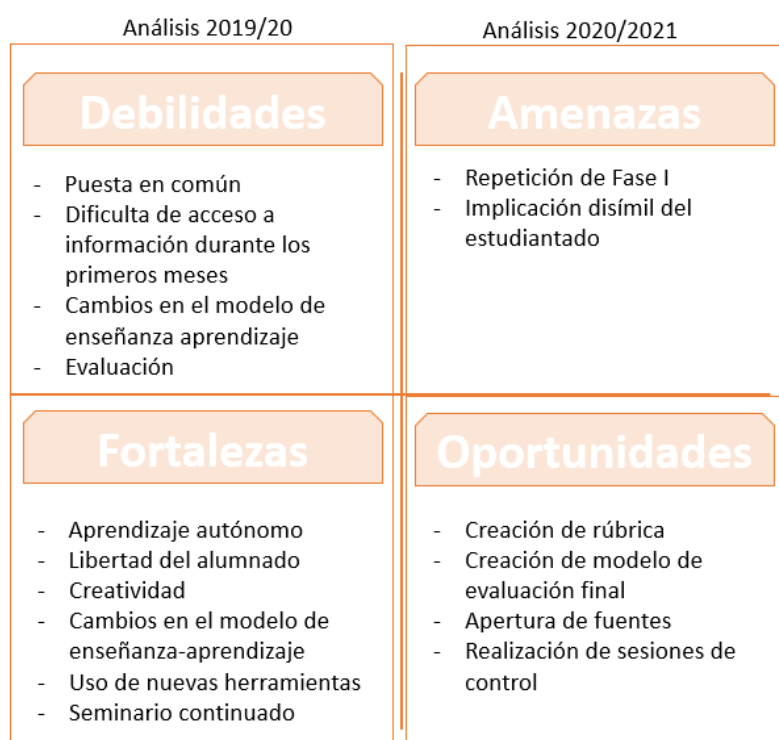 Análisis 2019/20
Análisis 2020/2021
Debilidades
- Puesta en común
- Dificulta de acceso a
información durante los
primeros meses
- Cambios en el modelo de
enseñanza aprendizaje
- Evaluación
Amenazas
- Repetición de Fase I
- Implicación disímil del
estudiantado
Fortalezas
- Aprendizaje autónomo
- Libertad del alumnado
- Creatividad
- Cambios en el modelo de
enseñanza-aprendizaje
- Uso de nuevas herramientas
- Seminario continuado
Oportunidades
- Creación de rúbrica
- Creación de modelo de
evaluación final
- Apertura de fuentes
- Realización de sesiones de
control